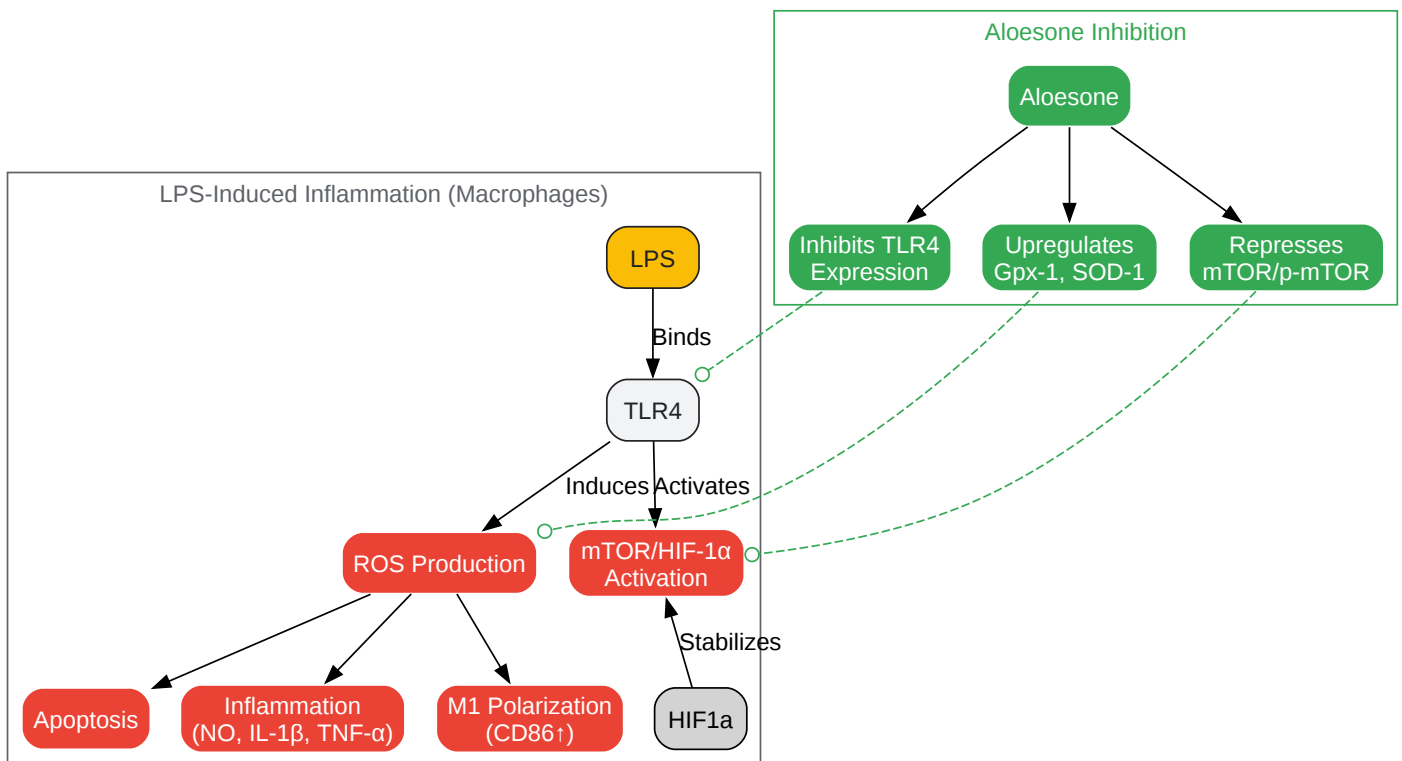 Aloesone Inhibition
Aloesone
Inhibits TLR4
Expression
Upregulates
Gpx-1, SOD-1
Represses
mTOR/p-mTOR
LPS-Induced Inflammation (Macrophages)
LPS
Binds
TLR4
Induces
Activates
ROS Production
mTOR/HIF-1α
Activation
Stabilizes
Apoptosis
Inflammation
(NO, IL-1β, TNF-α)
M1 Polarization
(CD86↑)
HIF1a